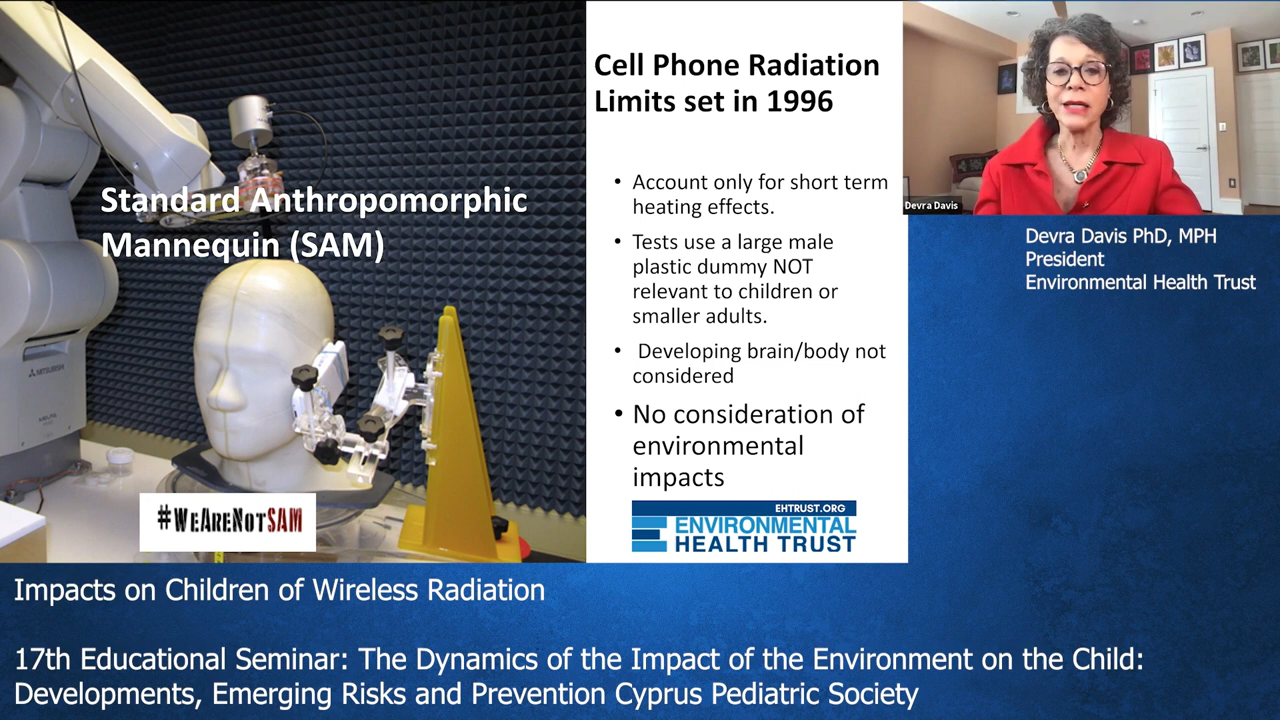 Standard Anthropomorphic
Mannequin (SAM)
MITSUBISHI
#WEARENOTSAM
Cell Phone Radiation
Limits set in 1996
• Account only for short term
heating effects.
• Tests use a large male
plastic dummy NOT
relevant to children or
smaller adults.
• Developing brain/body not
considered
• No consideration of
environmental
impacts
EHTRUST.ORG
ENVIRONMENTAL
HEALTH TRUST
Devra Davis
Devra Davis PhD, MPH
President
Environmental Health Trust
Impacts on Children of Wireless Radiation
17th Educational Seminar: The Dynamics of the Impact of the Environment on the Child:
Developments, Emerging Risks and Prevention Cyprus Pediatric Society